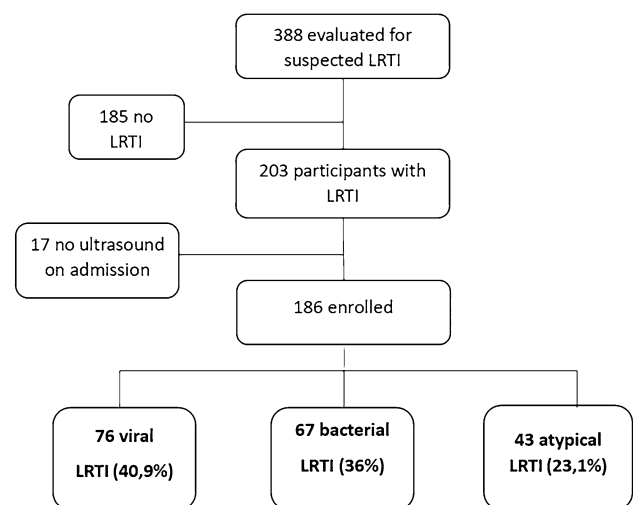 388 evaluated for
suspected LRTI
185 no
LRTI
203 participants with
LRTI
17 no ultrasound
on admission
186 enrolled
76 viral
LRTI (40,9%)
67 bacterial
LRTI (36%)
43 atypical
LRTI (23,1%)